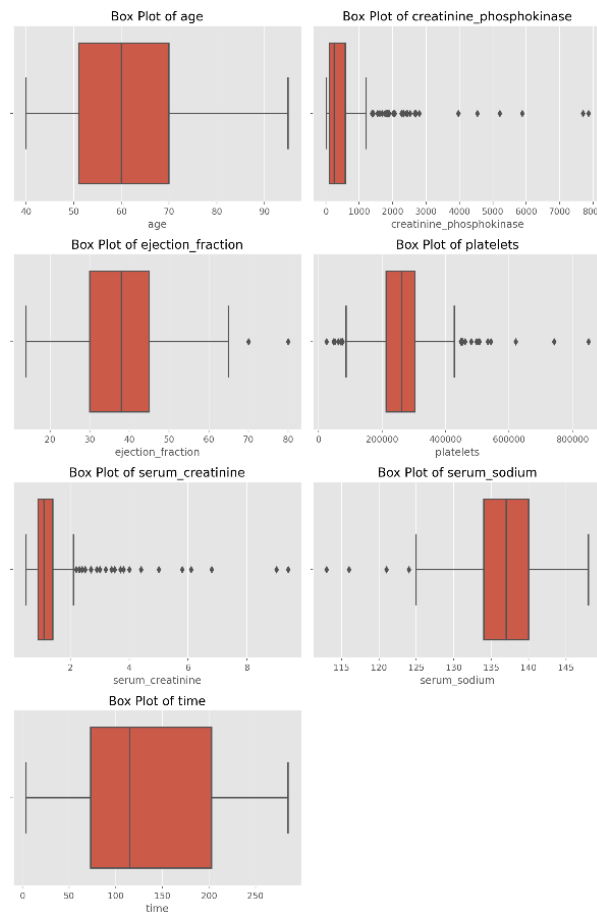 Box Plot of age
40 50 60 70 80 90
age
Box Plot of creatinine_phosphokinase
0 1000 2000 3000 4000 5000 6000 7000 8000
creatinine_phosphokinase
Box Plot of ejection_fraction
20 30 40 50 60 70 80
ejection_fraction
Box Plot of platelets
0 200000 400000 600000 800000
platelets
Box Plot of serum_creatinine
2 4 6 8
serum_creatinine
Box Plot of serum_sodium
115 120 125 130 135 140 145
serum_sodium
Box Plot of time
0 50 100 150 200 250
time